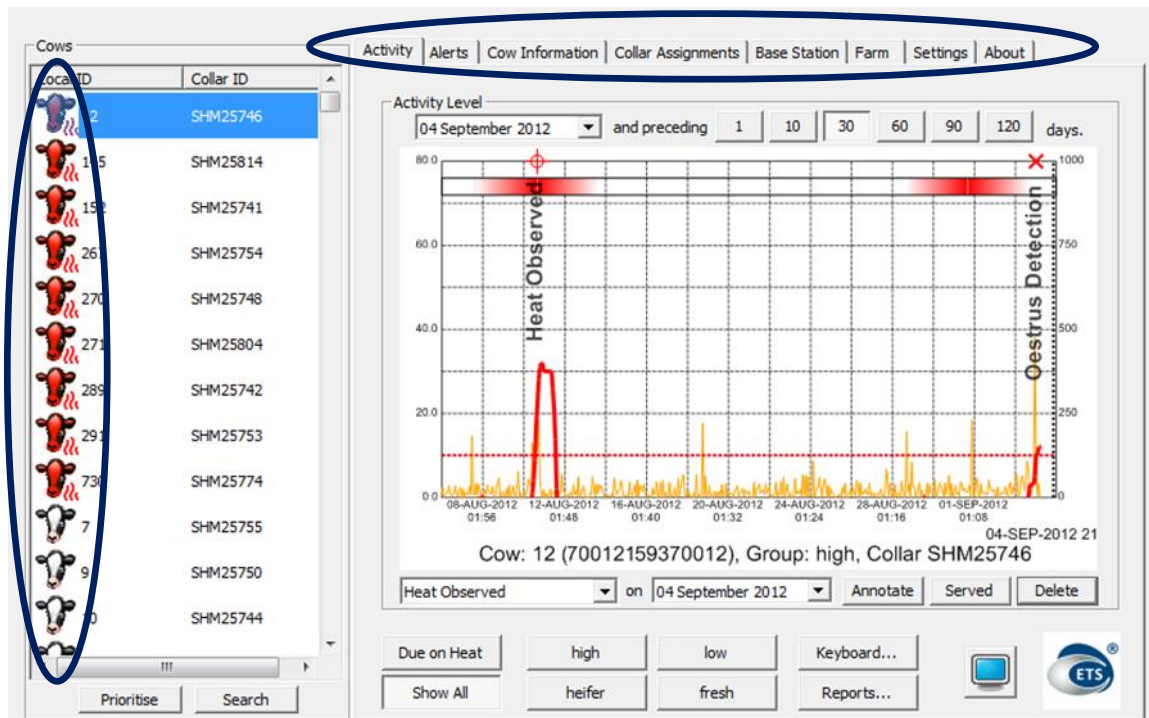 Cows
Local ID Collar ID
12 SHM25746
SHM25814
152 SHM25741
SHM25754
270 SHM25748
271 SHM25804
289 SHM25742
291 SHM25753
730 SHM25774
7 SHM25755
9 SHM25750
10 SHM25744
Prioritise Search
Activity Alerts Cow Information Collar Assignments Base Station Farm Settings About
Activity Level
04 September 2012 and preceding 1 10 30 60 90 120 days.
80.0 1000
60.0 750
40.0 500
20.0 250
0.0 0
Heat Observed
Oestrus Detection
08-AUG-2012 12-AUG-2012 16-AUG-2012 20-AUG-2012 24-AUG-2012 28-AUG-2012 01-SEP-2012
01:56 01:48 01:40 01:32 01:24 01:16 01:08
04-SEP-2012 21
Cow: 12 (70012159370012), Group: high, Collar SHM25746
Heat Observed on 04 September 2012 Annotate Served Delete
Due on Heat high low Keyboard...
Show All heifer fresh Reports...
ETS ®